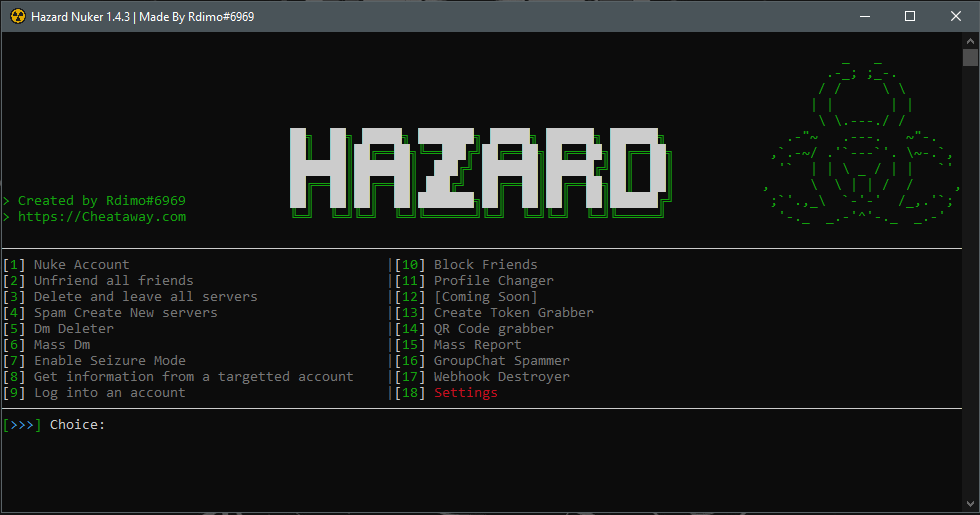 Hazard Nuker 1.4.3 | Made By Rdimo#6969
HAZARD
> Created by Rdimo#6969
> https://Cheataway.com
[1] Nuke Account |[10] Block Friends
[2] Unfriend all friends |[11] Profile Changer
[3] Delete and leave all servers |[12] [Coming Soon]
[4] Spam Create New servers |[13] Create Token Grabber
[5] Dm Deleter |[14] QR Code grabber
[6] Mass Dm |[15] Mass Report
[7] Enable Seizure Mode |[16] GroupChat Spammer
[8] Get information from a targetted account |[17] Webhook Destroyer
[9] Log into an account |[18] Settings
[>>>] Choice: